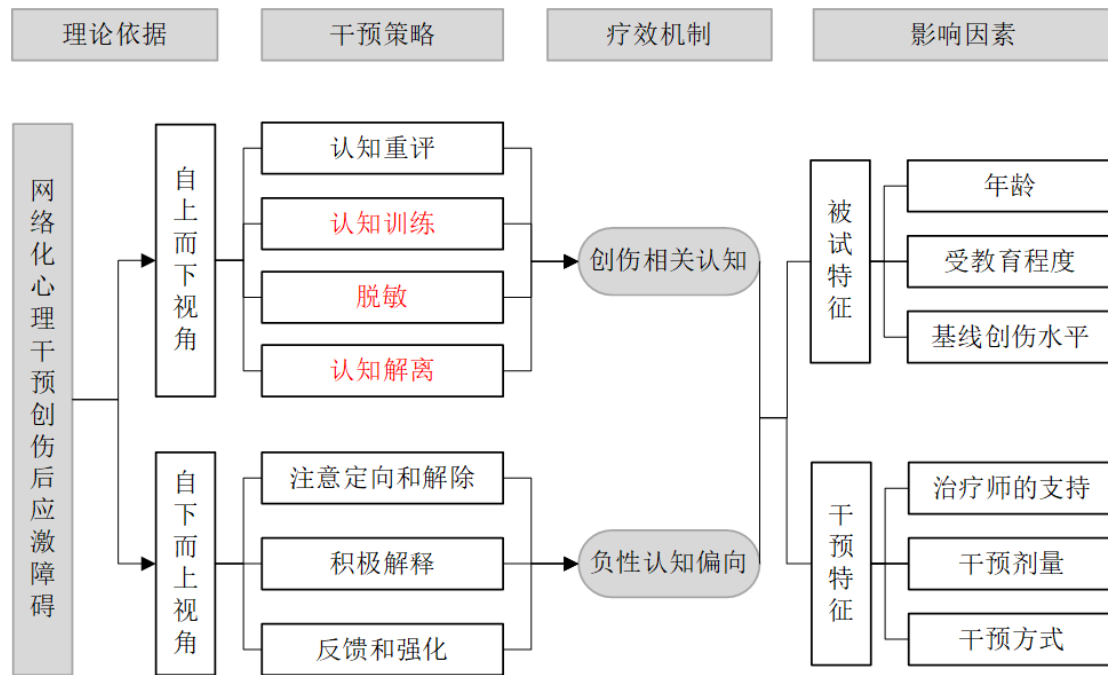 理论依据
干预策略
疗效机制
影响因素
网络化心理干预创伤后应激障碍
自上而下视角
认知重评
认知训练
脱敏
认知解离
创伤相关认知
自下而上视角
注意定向和解除
积极解释
反馈和强化
负性认知偏向
被试特征
年龄
受教育程度
基线创伤水平
干预特征
治疗师的支持
干预剂量
干预方式